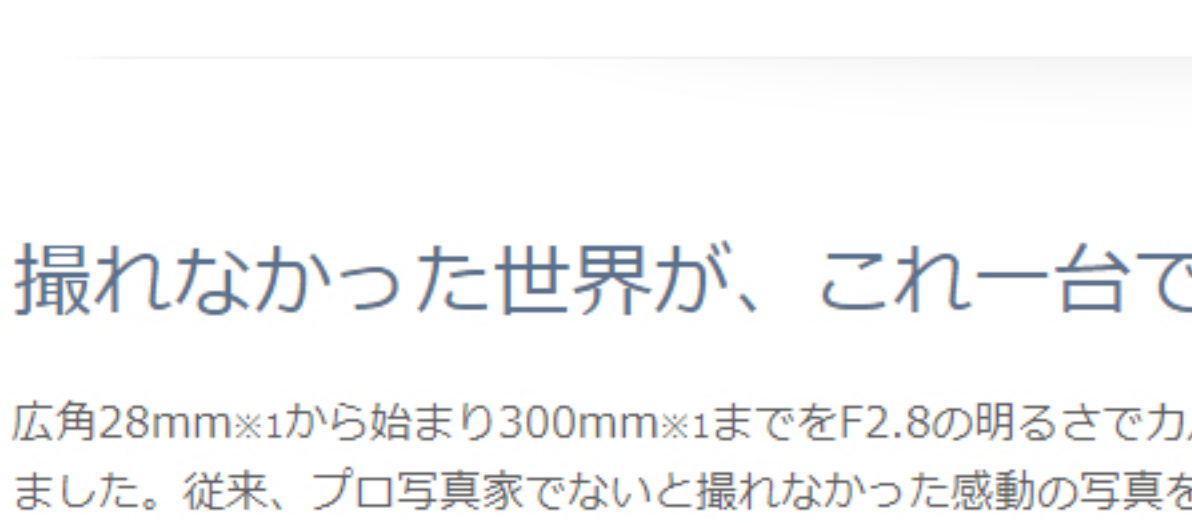 撮れなかった世界が、これ一台で
広角28mm※1から始まり300mm※1までをF2.8の明るさで力
ました。従来、プロ写真家でないと撮れなかった感動の写真を